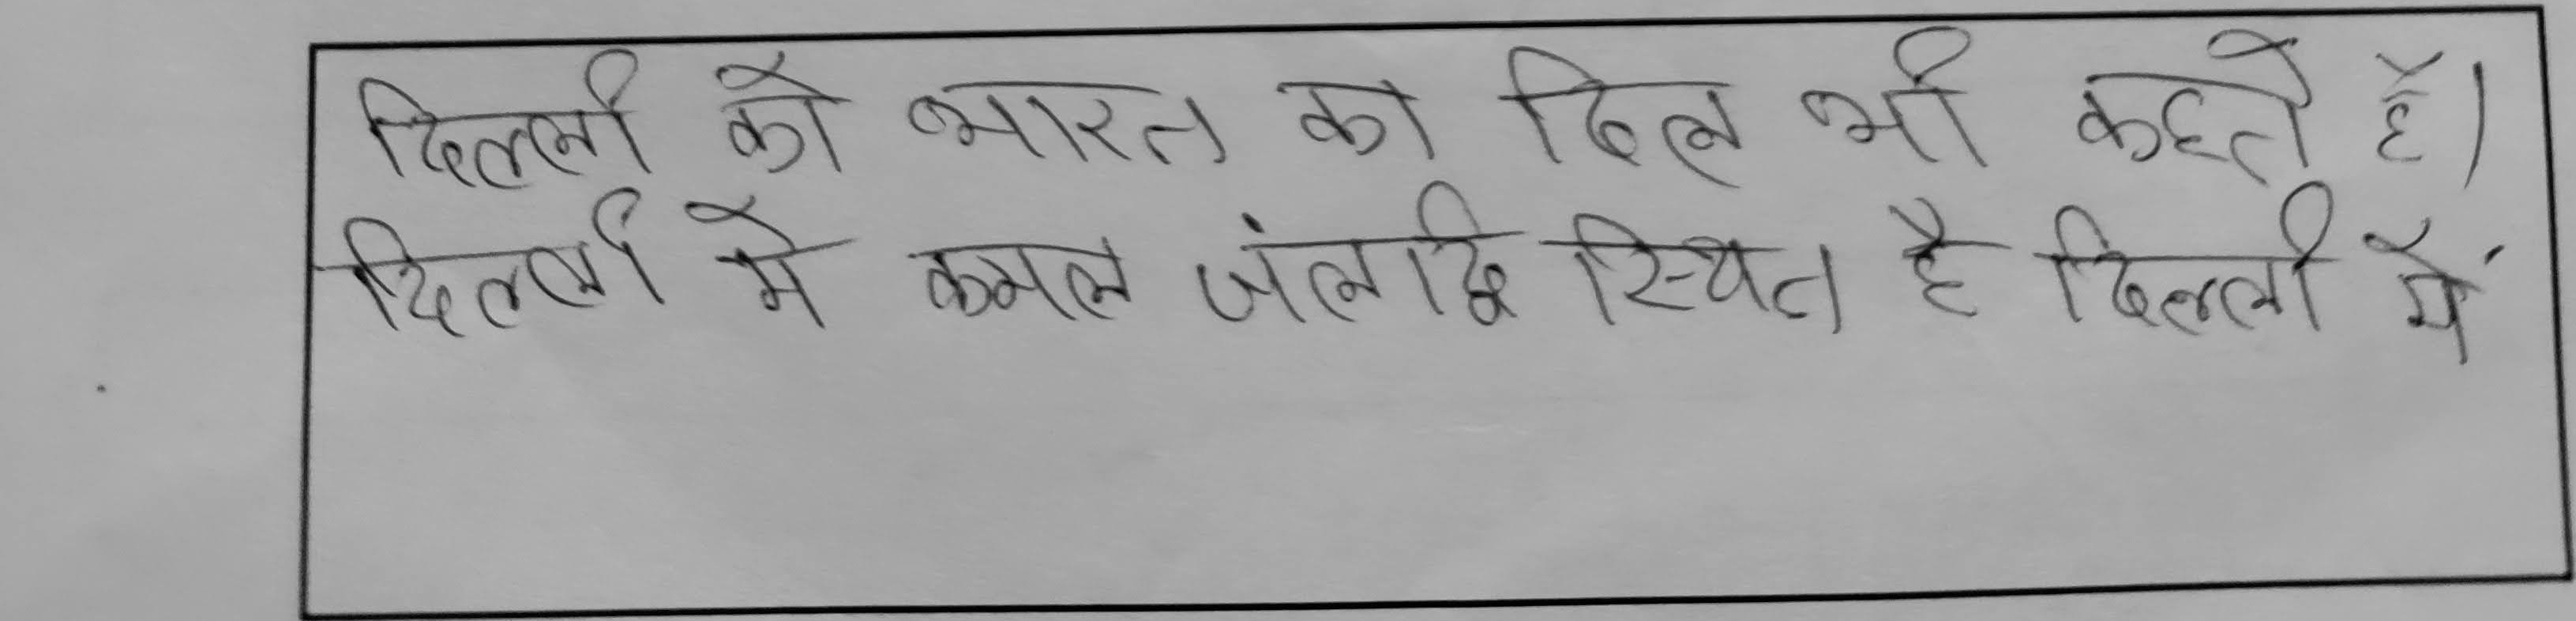 दिल्ली को भारत का दिल भी कहते है।
दिल्ली मे कमल स्थित है दिल्ली में